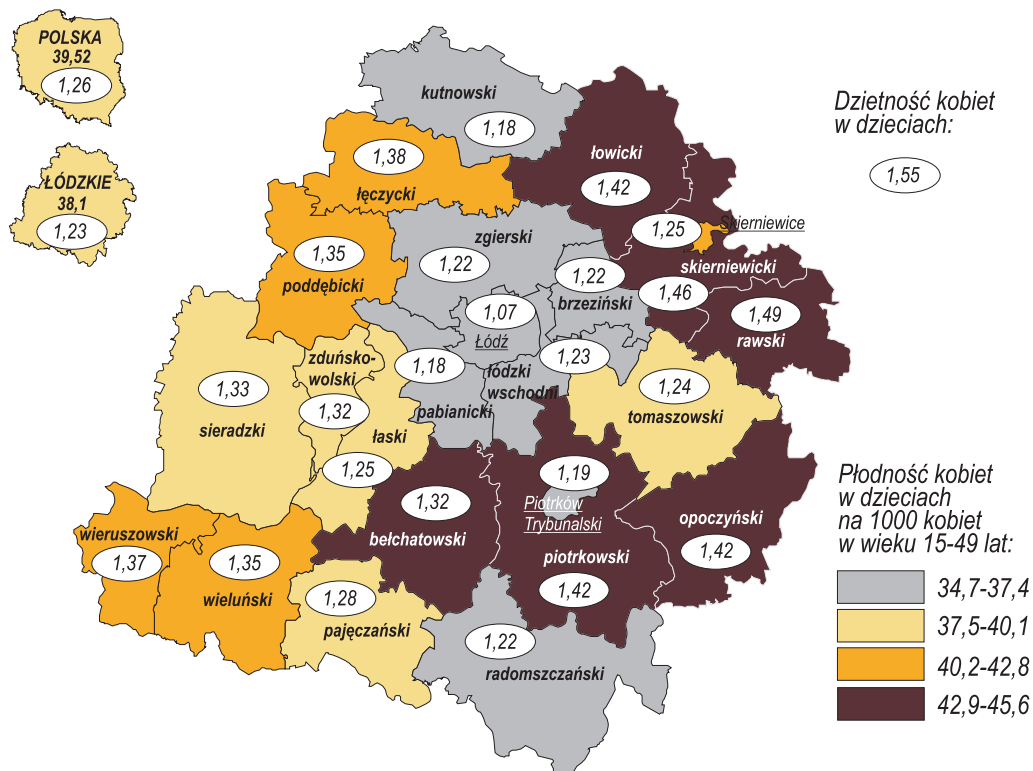 POLSKA
39,52
1,26
ŁÓDZKIE
38,1
1,23
Dzietność kobiet
w dzieciach:
1,55
kutnowski
1,18
1,38
łęczycki
łowicki
1,42
1,25
Skierniewice
skierniewicki
1,46
1,49
rawski
zgierski
1,22
1,22
brzeziński
1,35
poddębicki
1,07
Łódź
1,23
łódzki
wschodni
1,18
pabianicki
zduńsko-
wolski
1,32
1,33
sieradzki
łaski
1,25
1,24
tomaszowski
1,32
bełchatowski
1,19
Piotrków
Trybunalski
piotrkowski
1,42
opoczyński
1,42
wieruszowski
1,37
1,35
wieluński
1,28
pajęczański
1,22
radomszczański
Płodność kobiet
w dzieciach
na 1000 kobiet
w wieku 15-49 lat:
34,7-37,4
37,5-40,1
40,2-42,8
42,9-45,6